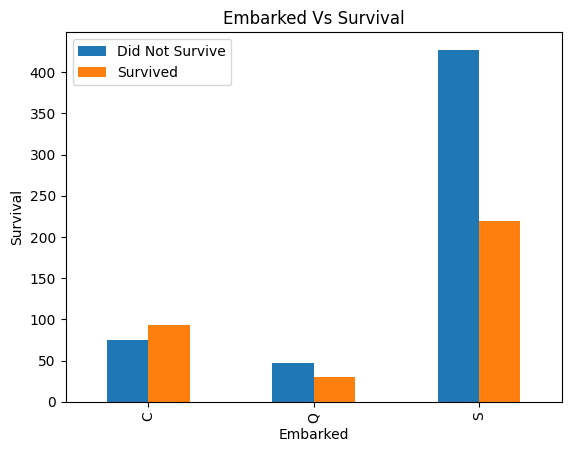 Embarked Vs Survival
Did Not Survive
Survived
400
350
300
250
200
150
100
50
0
Survival
C
Q
S
Embarked